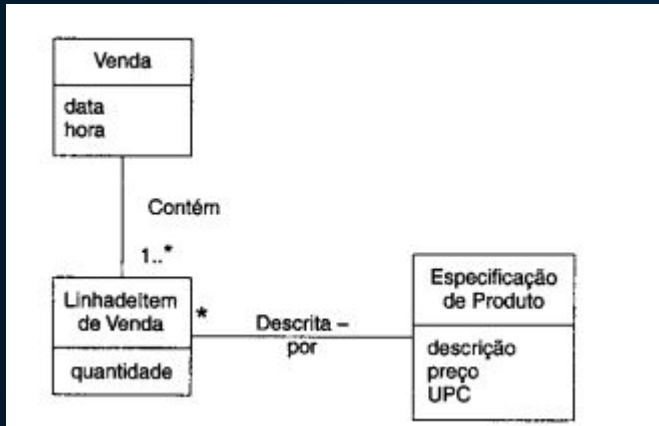 Venda
data
hora
Contém
1..*
LinhadeItem
de Venda
quantidade
*
Descrita –
por
Especificação
de Produto
descrição
preço
UPC